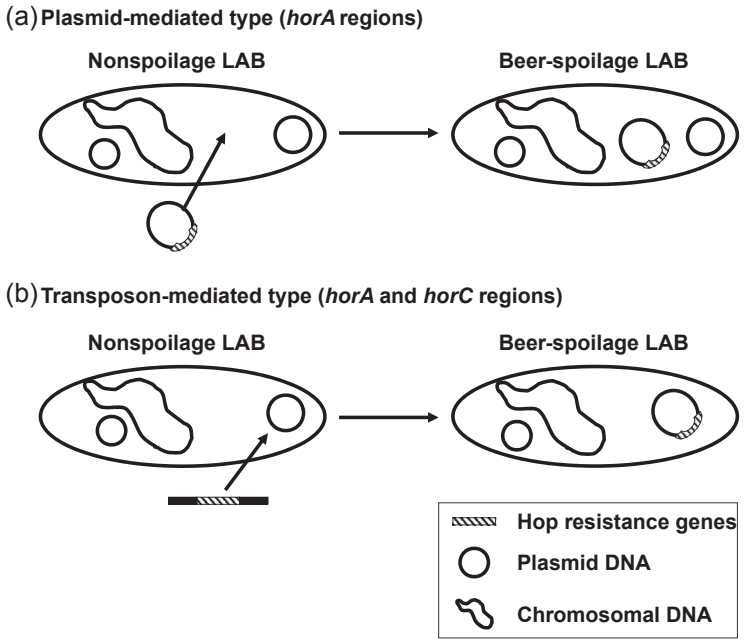 (a) Plasmid-mediated type (horA regions)
Nonspoilage LAB
Beer-spoilage LAB
(b) Transposon-mediated type (horA and horC regions)
Nonspoilage LAB
Beer-spoilage LAB
Hop resistance genes
Plasmid DNA
Chromosomal DNA